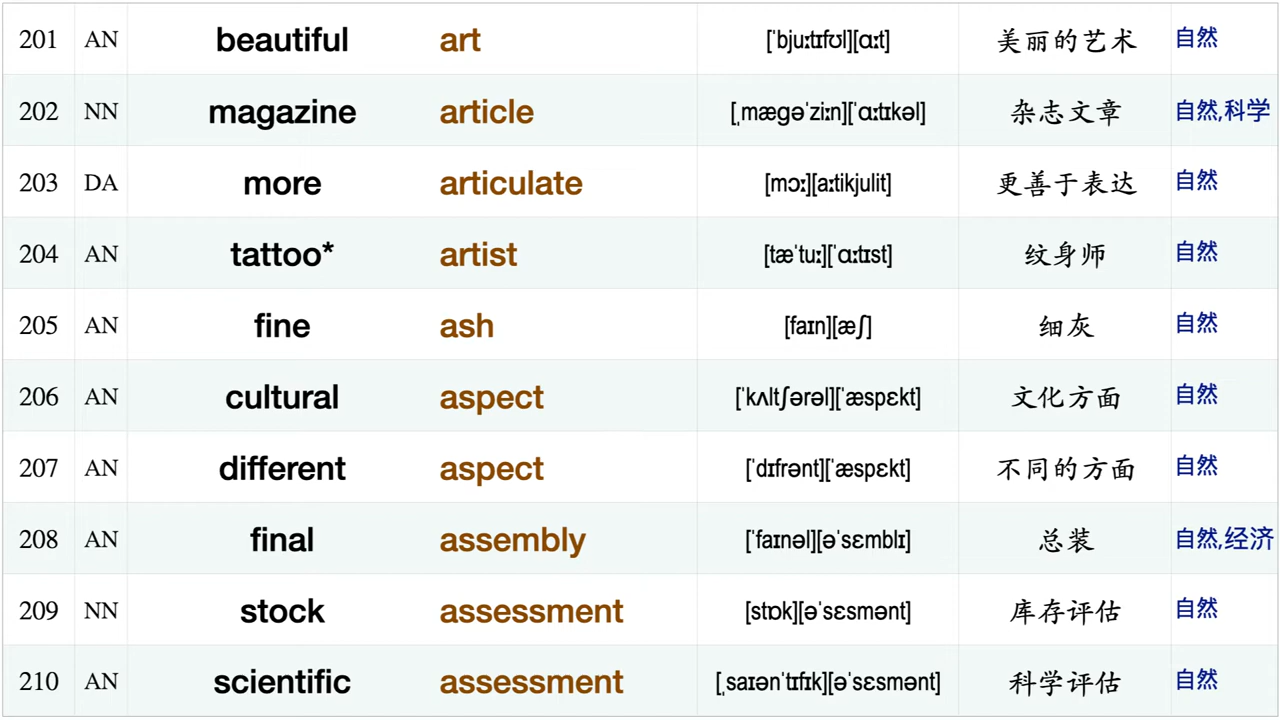 201 AN beautiful art [ˈbjuːtɪfʊl][ɑːt] 美丽的艺术 自然
202 NN magazine article [ˌmægəˈziːn][ˈɑːtɪkəl] 杂志文章 自然,科学
203 DA more articulate [mɔː][aːtikjulit] 更善于表达 自然
204 AN tattoo* artist [tæˈtuː][ˈɑːtɪst] 纹身师 自然
205 AN fine ash [faɪn][æʃ] 细灰 自然
206 AN cultural aspect [ˈkʌltʃərəl][ˈæspɛkt] 文化方面 自然
207 AN different aspect [ˈdɪfrənt][ˈæspɛkt] 不同的方面 自然
208 AN final assembly [ˈfaɪnəl][əˈsɛmblɪ] 总装 自然,经济
209 NN stock assessment [stɒk][əˈsɛsmənt] 库存评估 自然
210 AN scientific assessment [ˌsaɪənˈtɪfɪk][əˈsɛsmənt] 科学评估 自然